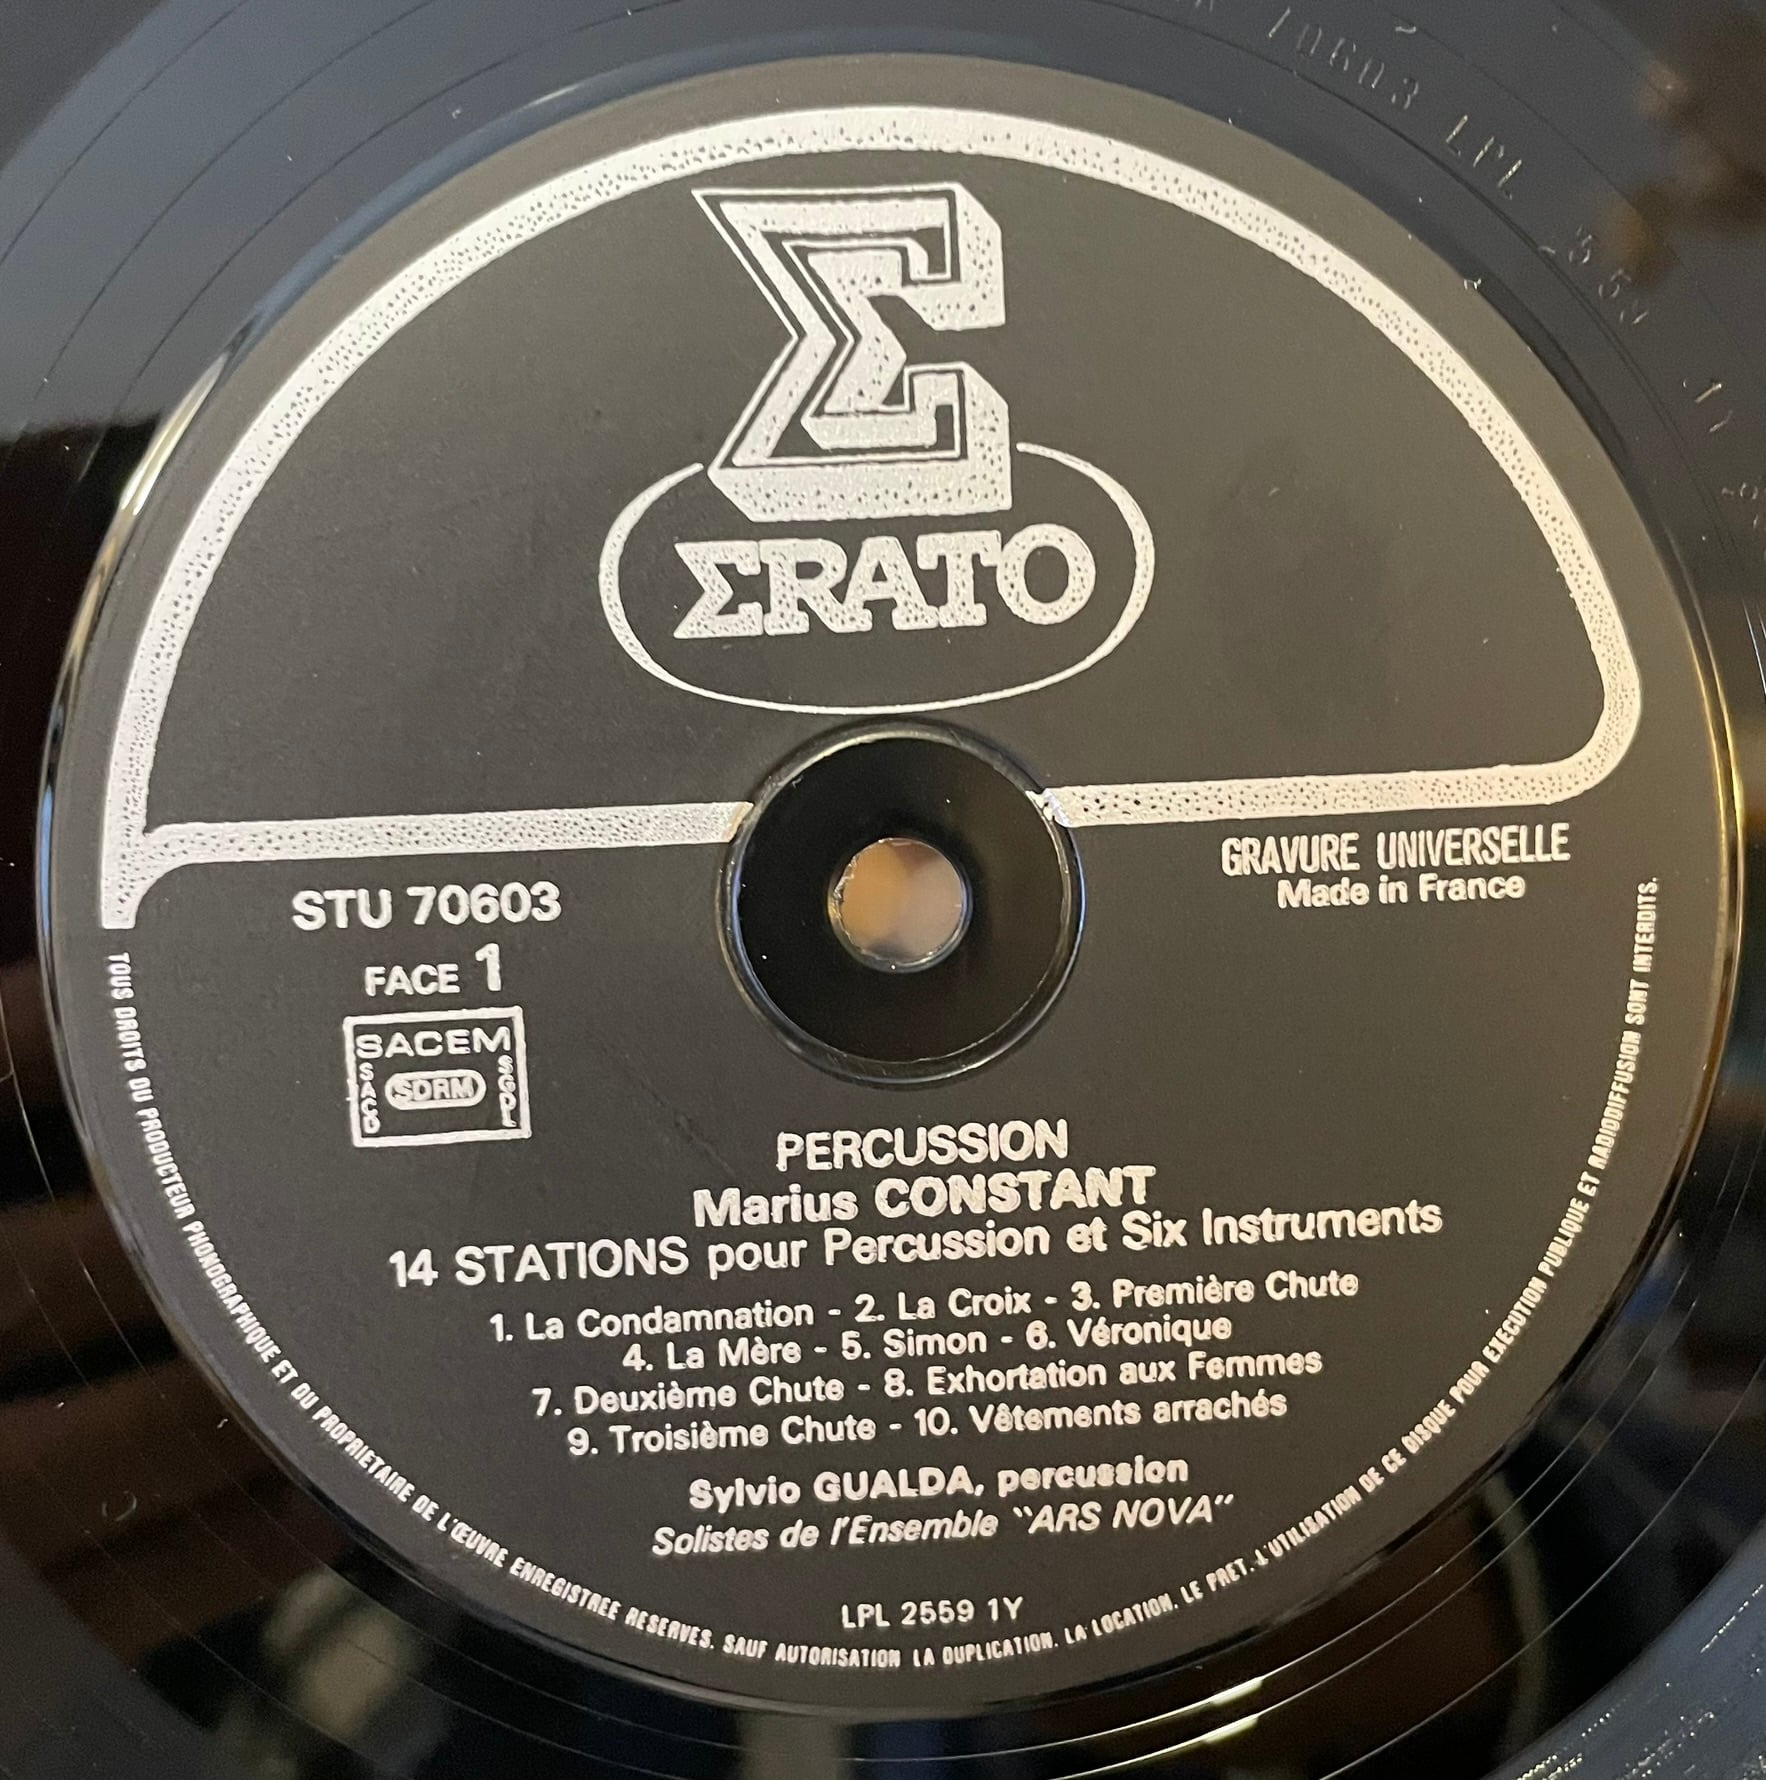 Σ
ΣRATO
GRAVURE UNIVERSELLE
Made in France
STU 70603
FACE 1
SACEM
SACD SDRM SGDL
PERCUSSION
Marius CONSTANT
14 STATIONS pour Percussion et Six Instruments
1. La Condamnation - 2. La Croix - 3. Première Chute
4. La Mère - 5. Simon - 6. Véronique
7. Deuxième Chute - 8. Exhortation aux Femmes
9. Troisième Chute - 10. Vêtements arrachés
Sylvio GUALDA, percussion
Solistes de l'Ensemble "ARS NOVA"
LPL 2559 1Y
TOUS DROITS DU PRODUCTEUR PHONOGRAPHIQUE ET DU PROPRIETAIRE DE L'ŒUVRE ENREGISTREE RESERVES. SAUF AUTORISATION LA DUPLICATION. LA LOCATION. LE PRET. L'UTILISATION DE CE DISQUE POUR EXECUTION PUBLIQUE ET RADIODIFFUSION SONT INTERDITS.
70603 LPL